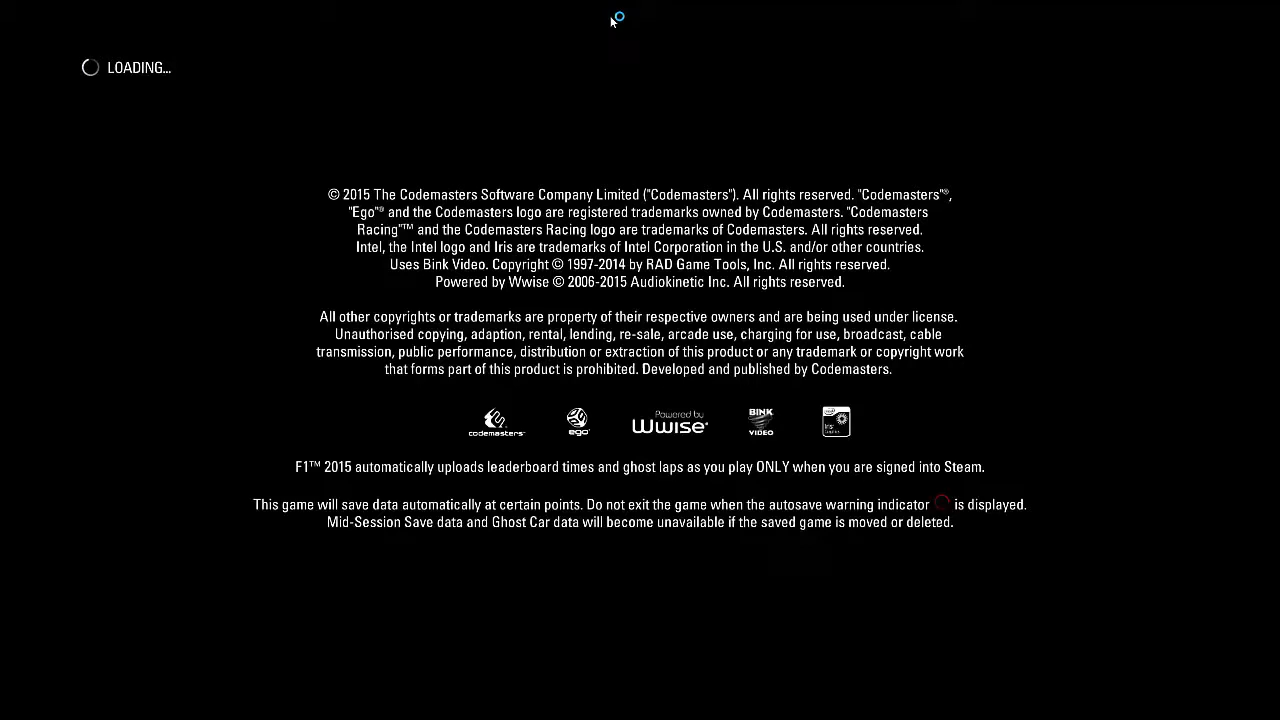 LOADING...
© 2015 The Codemasters Software Company Limited ("Codemasters"). All rights reserved. "Codemasters"®,
"Ego"® and the Codemasters logo are registered trademarks owned by Codemasters. "Codemasters
Racing"™ and the Codemasters Racing logo are trademarks of Codemasters. All rights reserved.
Intel, the Intel logo and Iris are trademarks of Intel Corporation in the U.S. and/or other countries.
Uses Bink Video. Copyright © 1997-2014 by RAD Game Tools, Inc. All rights reserved.
Powered by Wwise © 2006-2015 Audiokinetic Inc. All rights reserved.
All other copyrights or trademarks are property of their respective owners and are being used under license.
Unauthorised copying, adaption, rental, lending, re-sale, arcade use, charging for use, broadcast, cable
transmission, public performance, distribution or extraction of this product or any trademark or copyright work
that forms part of this product is prohibited. Developed and published by Codemasters.
codemasters
ego
Powered by
Wwise
BINK
VIDEO
F1™ 2015 automatically uploads leaderboard times and ghost laps as you play ONLY when you are signed into Steam.
This game will save data automatically at certain points. Do not exit the game when the autosave warning indicator is displayed.
Mid-Session Save data and Ghost Car data will become unavailable if the saved game is moved or deleted.